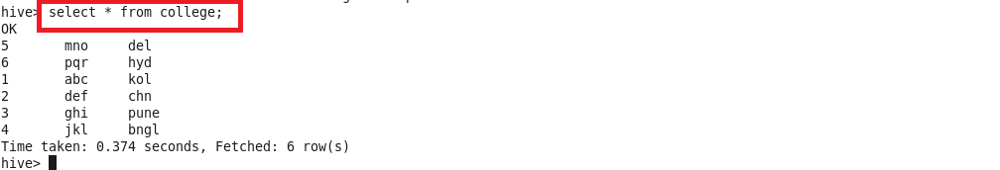 hive> select * from college;
OK
5 mno del
6 pqr hyd
1 abc kol
2 def chn
3 ghi pune
4 jkl bngl
Time taken: 0.374 seconds, Fetched: 6 row(s)
hive>